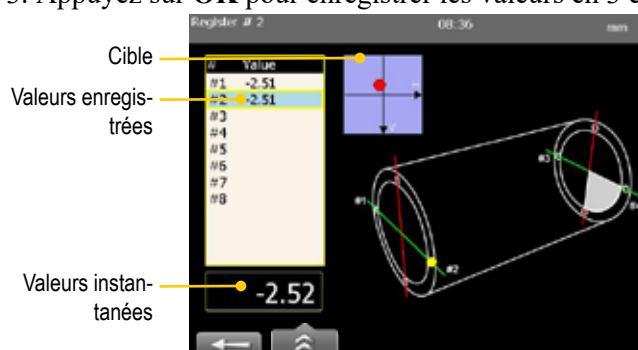 3. Appuyez sur OK pour enregistrer les valeurs en
Register # 2 08:36 mm
Cible
Valeurs enregis-
trées
# Value
#1 -2.51
#2 -2.51
#3
#4
#5
#6
#7
#8
#3
#1
#2
Valeurs instan-
tanées
-2.52